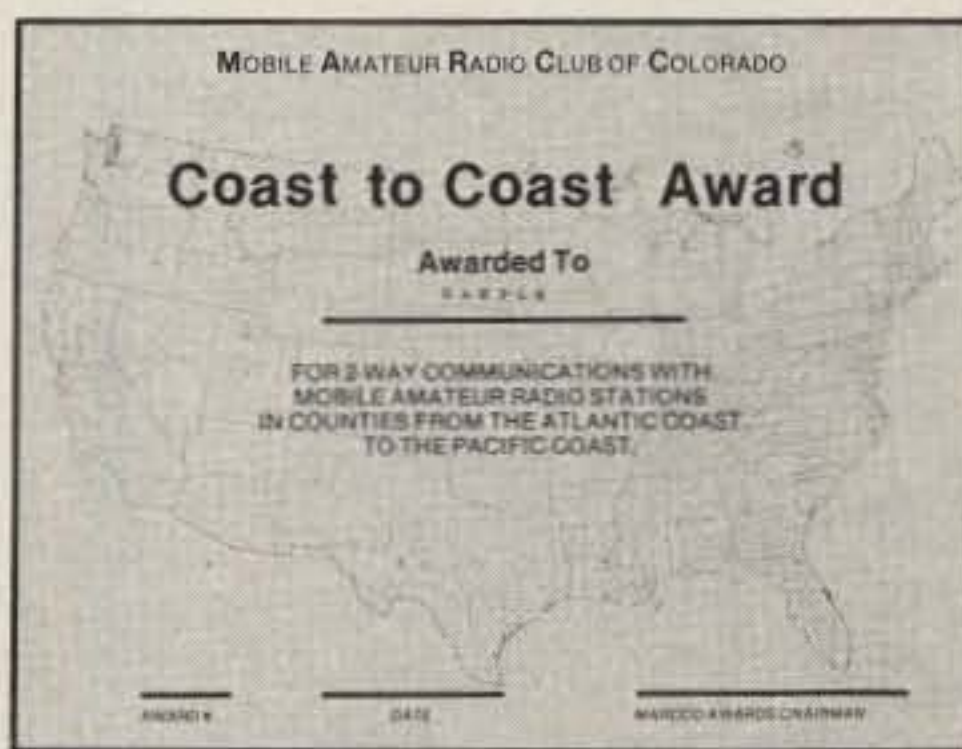 MOBILE AMATEUR RADIO CLUB OF COLORADO
Coast to Coast Award
Awarded To
SAMPLE
FOR 2-WAY COMMUNICATIONS WITH
MOBILE AMATEUR RADIO STATIONS
IN COUNTIES FROM THE ATLANTIC COAST
TO THE PACIFIC COAST.
AWARD #
DATE
AWARDS CHAIRMAN